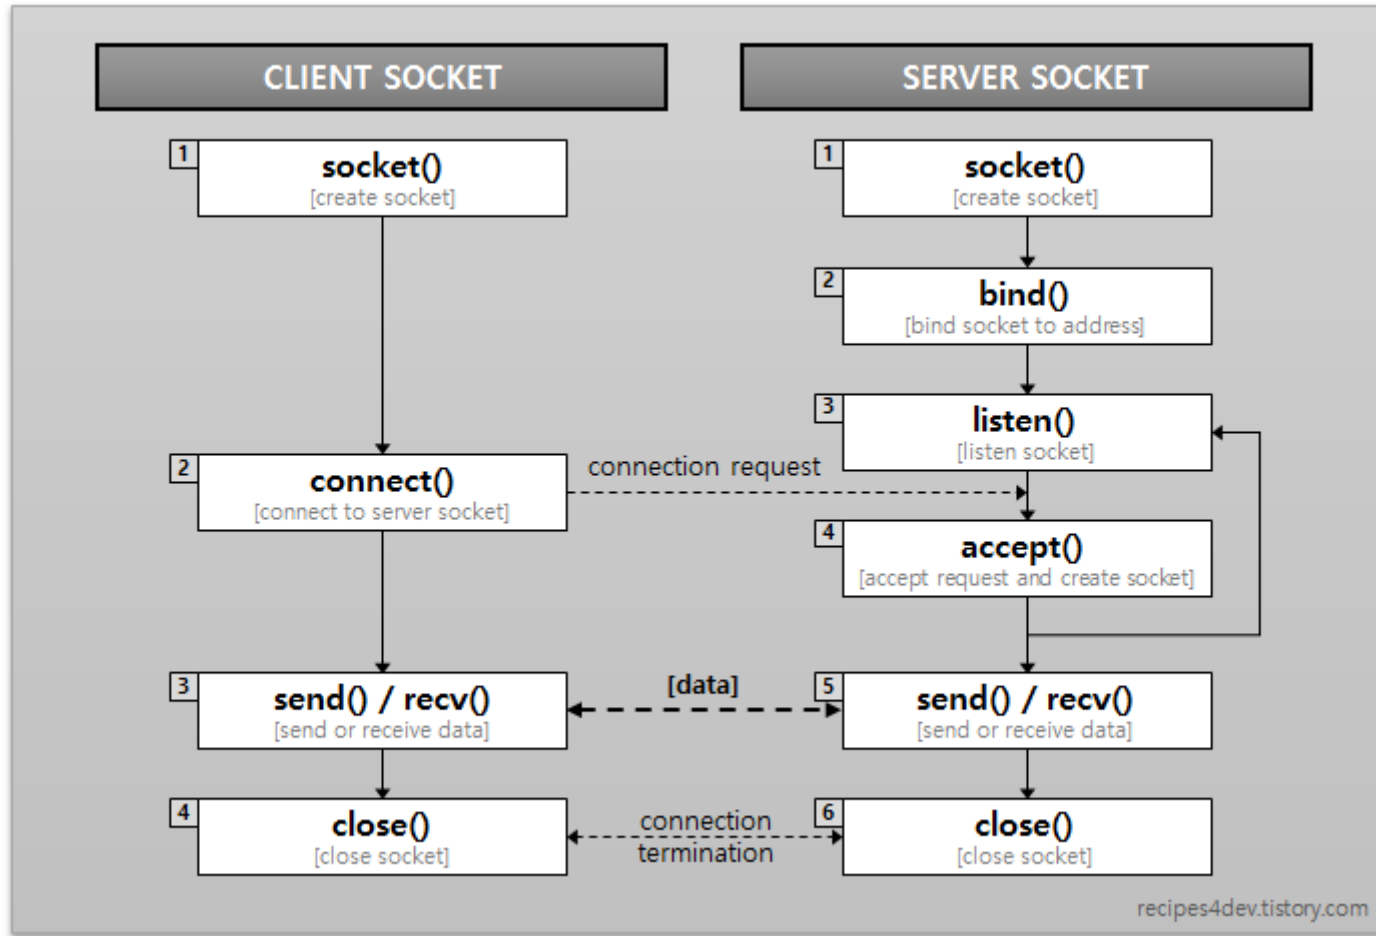 CLIENT SOCKET
1
socket()
[create socket]
2
connect()
[connect to server socket]
3
send() / recv()
[send or receive data]
4
close()
[close socket]
connection request
[data]
connection
termination
SERVER SOCKET
1
socket()
[create socket]
2
bind()
[bind socket to address]
3
listen()
[listen socket]
4
accept()
[accept request and create socket]
5
send() / recv()
[send or receive data]
6
close()
[close socket]
recipes4dev.tistory.com